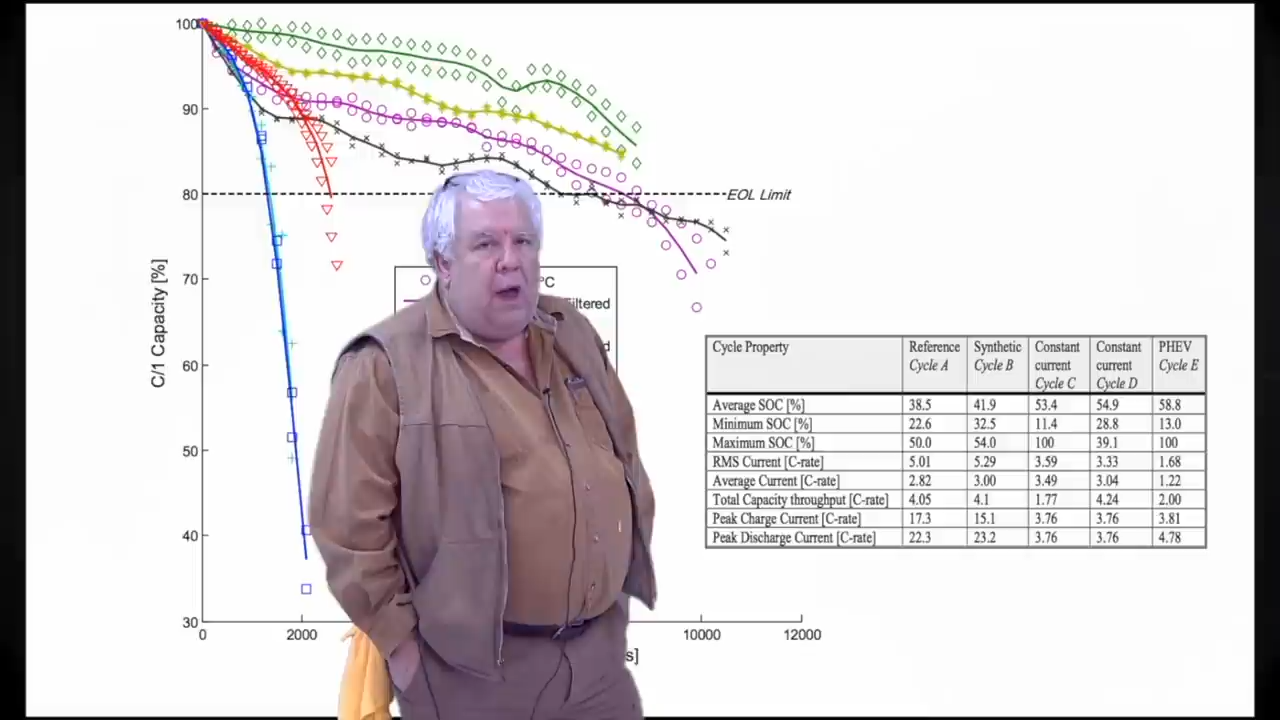 100
90
80
70
60
50
40
30
C/1 Capacity [%]
0
2000
10000
12000
s]
EOL Limit
°C
Filtered
d
Cycle Property Reference Cycle A Synthetic Cycle B Constant current Cycle C Constant current Cycle D PHEV Cycle E
Average SOC [%] 38.5 41.9 53.4 54.9 58.8
Minimum SOC [%] 22.6 32.5 11.4 28.8 13.0
Maximum SOC [%] 50.0 54.0 100 39.1 100
RMS Current [C-rate] 5.01 5.29 3.59 3.33 1.68
Average Current [C-rate] 2.82 3.00 3.49 3.04 1.22
Total Capacity throughput [C-rate] 4.05 4.1 1.77 4.24 2.00
Peak Charge Current [C-rate] 17.3 15.1 3.76 3.76 3.81
Peak Discharge Current [C-rate] 22.3 23.2 3.76 3.76 4.78